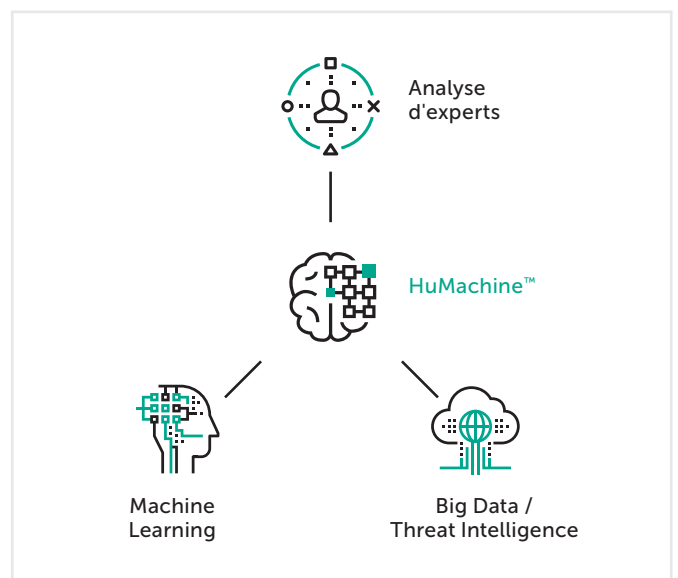 Analyse
d'experts
HuMachine™
Machine
Learning
Big Data /
Threat Intelligence